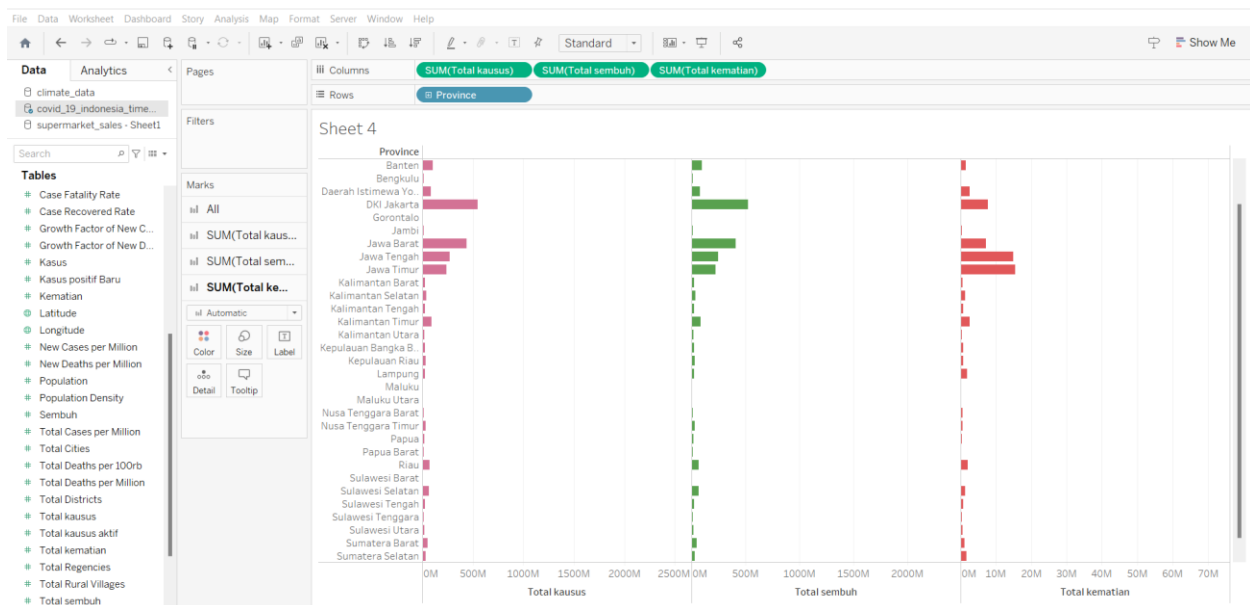 File Data Worksheet Dashboard Story Analysis Map Format Server Window Help
Standard
Show Me
Data Analytics
climate_data
covid_19_indonesia_time...
supermarket_sales - Sheet1
Search
Tables
Case Fatality Rate
Case Recovered Rate
Growth Factor of New C...
Growth Factor of New D...
Kasus
Kasus positif Baru
Kematian
Latitude
Longitude
New Cases per Million
New Deaths per Million
Population
Population Density
Sembuh
Total Cases per Million
Total Cities
Total Deaths per 100rb
Total Deaths per Million
Total Districts
Total kausus
Total kausus aktif
Total kematian
Total Regencies
Total Rural Villages
Total sembuh
Pages
Filters
Marks
All
SUM(Total kaus...
SUM(Total sem...
SUM(Total ke...
Automatic
Color Size Label
Detail Tooltip
Columns SUM(Total kausus) SUM(Total sembuh) SUM(Total kematian)
Rows Province
Sheet 4
Province
Banten
Bengkulu
Daerah Istimewa Yo..
DKI Jakarta
Gorontalo
Jambi
Jawa Barat
Jawa Tengah
Jawa Timur
Kalimantan Barat
Kalimantan Selatan
Kalimantan Tengah
Kalimantan Timur
Kalimantan Utara
Kepulauan Bangka B..
Kepulauan Riau
Lampung
Maluku
Maluku Utara
Nusa Tenggara Barat
Nusa Tenggara Timur
Papua
Papua Barat
Riau
Sulawesi Barat
Sulawesi Selatan
Sulawesi Tengah
Sulawesi Tenggara
Sulawesi Utara
Sumatera Barat
Sumatera Selatan
0M 500M 1000M 1500M 2000M 2500M 0M 500M 1000M 1500M 2000M 0M 10M 20M 30M 40M 50M 60M 70M
Total kausus Total sembuh Total kematian